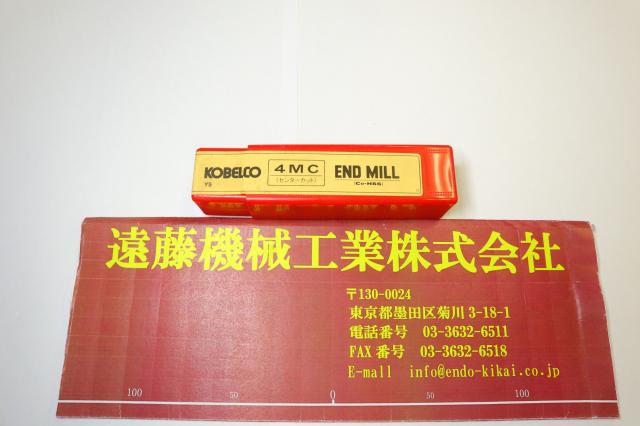 KOBELCO 4MC END MILL
YS (センターカット) (Co-HSS)
遠藤機械工業株式会社
〒130-0024
東京都墨田区菊川3-18-1
電話番号 03-3632-6511
FAX番号 03-3632-6518
E-mall info@endo-kikai.co.jp
100 50 0 50 100